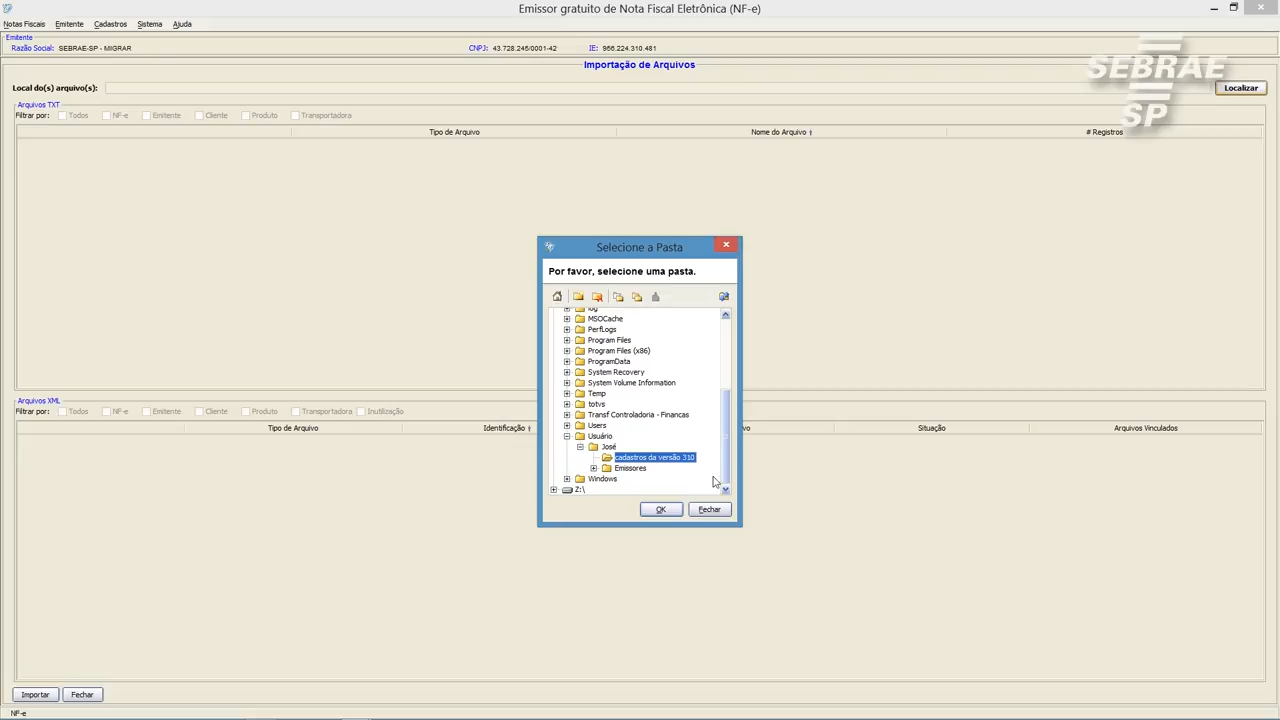 Emissor gratuito de Nota Fiscal Eletrônica (NF-e)
Notas Fiscais Emitente Cadastros Sistema Ajuda
Emitente
Razão Social: SEBRAE-SP - MIGRAR CNPJ: 43.728.245/0001-42 IE: 966.224.310.481
Importação de Arquivos
SEBRAE
SP
Local do(s) arquivo(s): Localizar
Arquivos TXT
Filtrar por: Todos NF-e Emitente Cliente Produto Transportadora
Tipo de Arquivo Nome do Arquivo # Registros
Selecione a Pasta
Por favor, selecione uma pasta.
log
MSOCache
PerfLogs
Program Files
Program Files (x86)
ProgramData
System Recovery
System Volume Information
Temp
totvs
Transf Controladoria - Financas
Users
Usuário
José
cadastros da versão 310
Emissores
Windows
Z:\
OK Fechar
Arquivos XML
Filtrar por: Todos NF-e Emitente Cliente Produto Transportadora Inutilização
Tipo de Arquivo Identificação vo Situação Arquivos Vinculados
Importar Fechar
NF-e